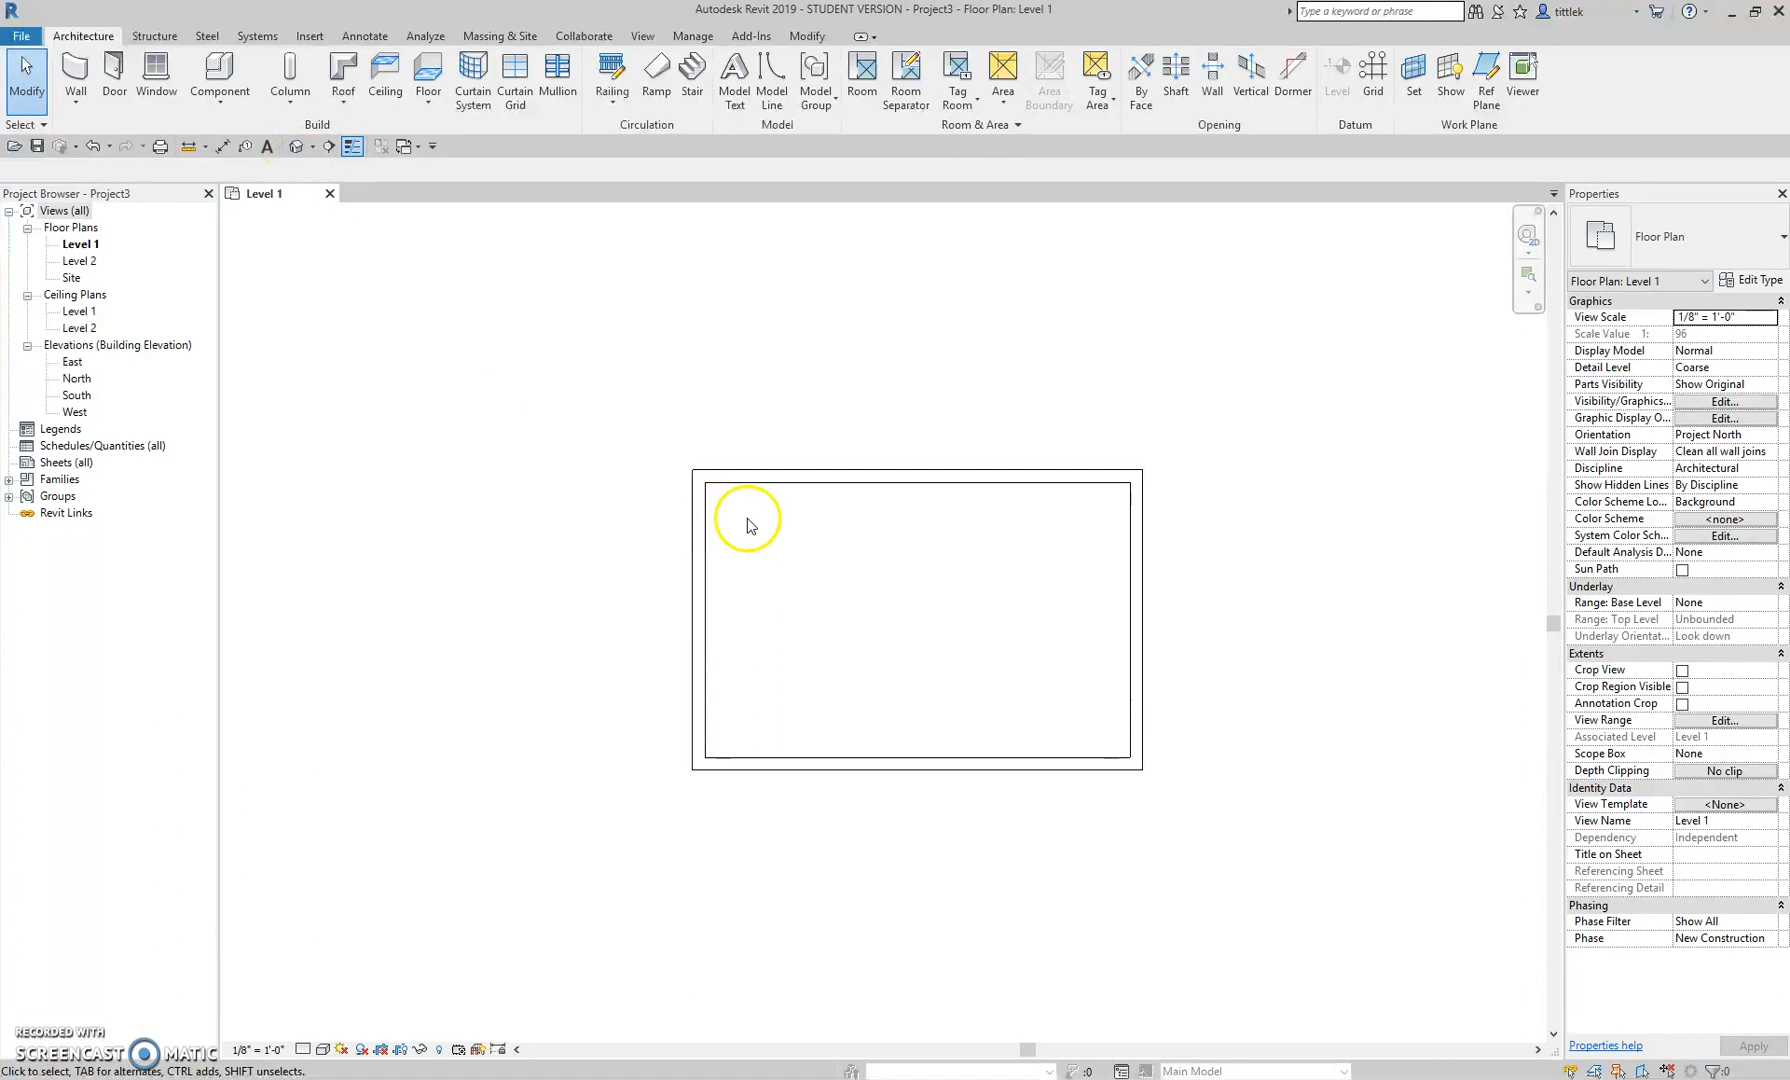 Autodesk Revit 2019 - STUDENT VERSION - Project3 - Floor Plan: Level 1
Type a keyword or phrase
tittlek
File Architecture Structure Steel Systems Insert Annotate Analyze Massing & Site Collaborate View Manage Add-Ins Modify
Modify Wall Door Window Component Column Roof Ceiling Floor Curtain System Curtain Grid Mullion Railing Ramp Stair Model Text Model Line Model Group Room Room Separator Tag Room Area Area Boundary Tag Area By Face Shaft Wall Vertical Dormer Level Grid Set Show Ref Plane Viewer
Select Build Circulation Model Room & Area Opening Datum Work Plane
Project Browser - Project3
Views (all)
Floor Plans
Level 1
Level 2
Site
Ceiling Plans
Level 1
Level 2
Elevations (Building Elevation)
East
North
South
West
Legends
Schedules/Quantities (all)
Sheets (all)
Families
Groups
Revit Links
Level 1
2D
Properties
Floor Plan
Floor Plan: Level 1 Edit Type
Graphics
View Scale 1/8" = 1'-0"
Scale Value 1: 96
Display Model Normal
Detail Level Coarse
Parts Visibility Show Original
Visibility/Graphics... Edit...
Graphic Display O... Edit...
Orientation Project North
Wall Join Display Clean all wall joins
Discipline Architectural
Show Hidden Lines By Discipline
Color Scheme Lo... Background
Color Scheme <none>
System Color Sch... Edit...
Default Analysis D... None
Sun Path
Underlay
Range: Base Level None
Range: Top Level Unbounded
Underlay Orientat... Look down
Extents
Crop View
Crop Region Visible
Annotation Crop
View Range Edit...
Associated Level Level 1
Scope Box None
Depth Clipping No clip
Identity Data
View Template <None>
View Name Level 1
Dependency Independent
Title on Sheet
Referencing Sheet
Referencing Detail
Phasing
Phase Filter Show All
Phase New Construction
Properties help Apply
RECORDED WITH
SCREENCAST MATIC
1/8" = 1'-0"
Click to select, TAB for alternates, CTRL adds, SHIFT unselects.
:0
Main Model
:0